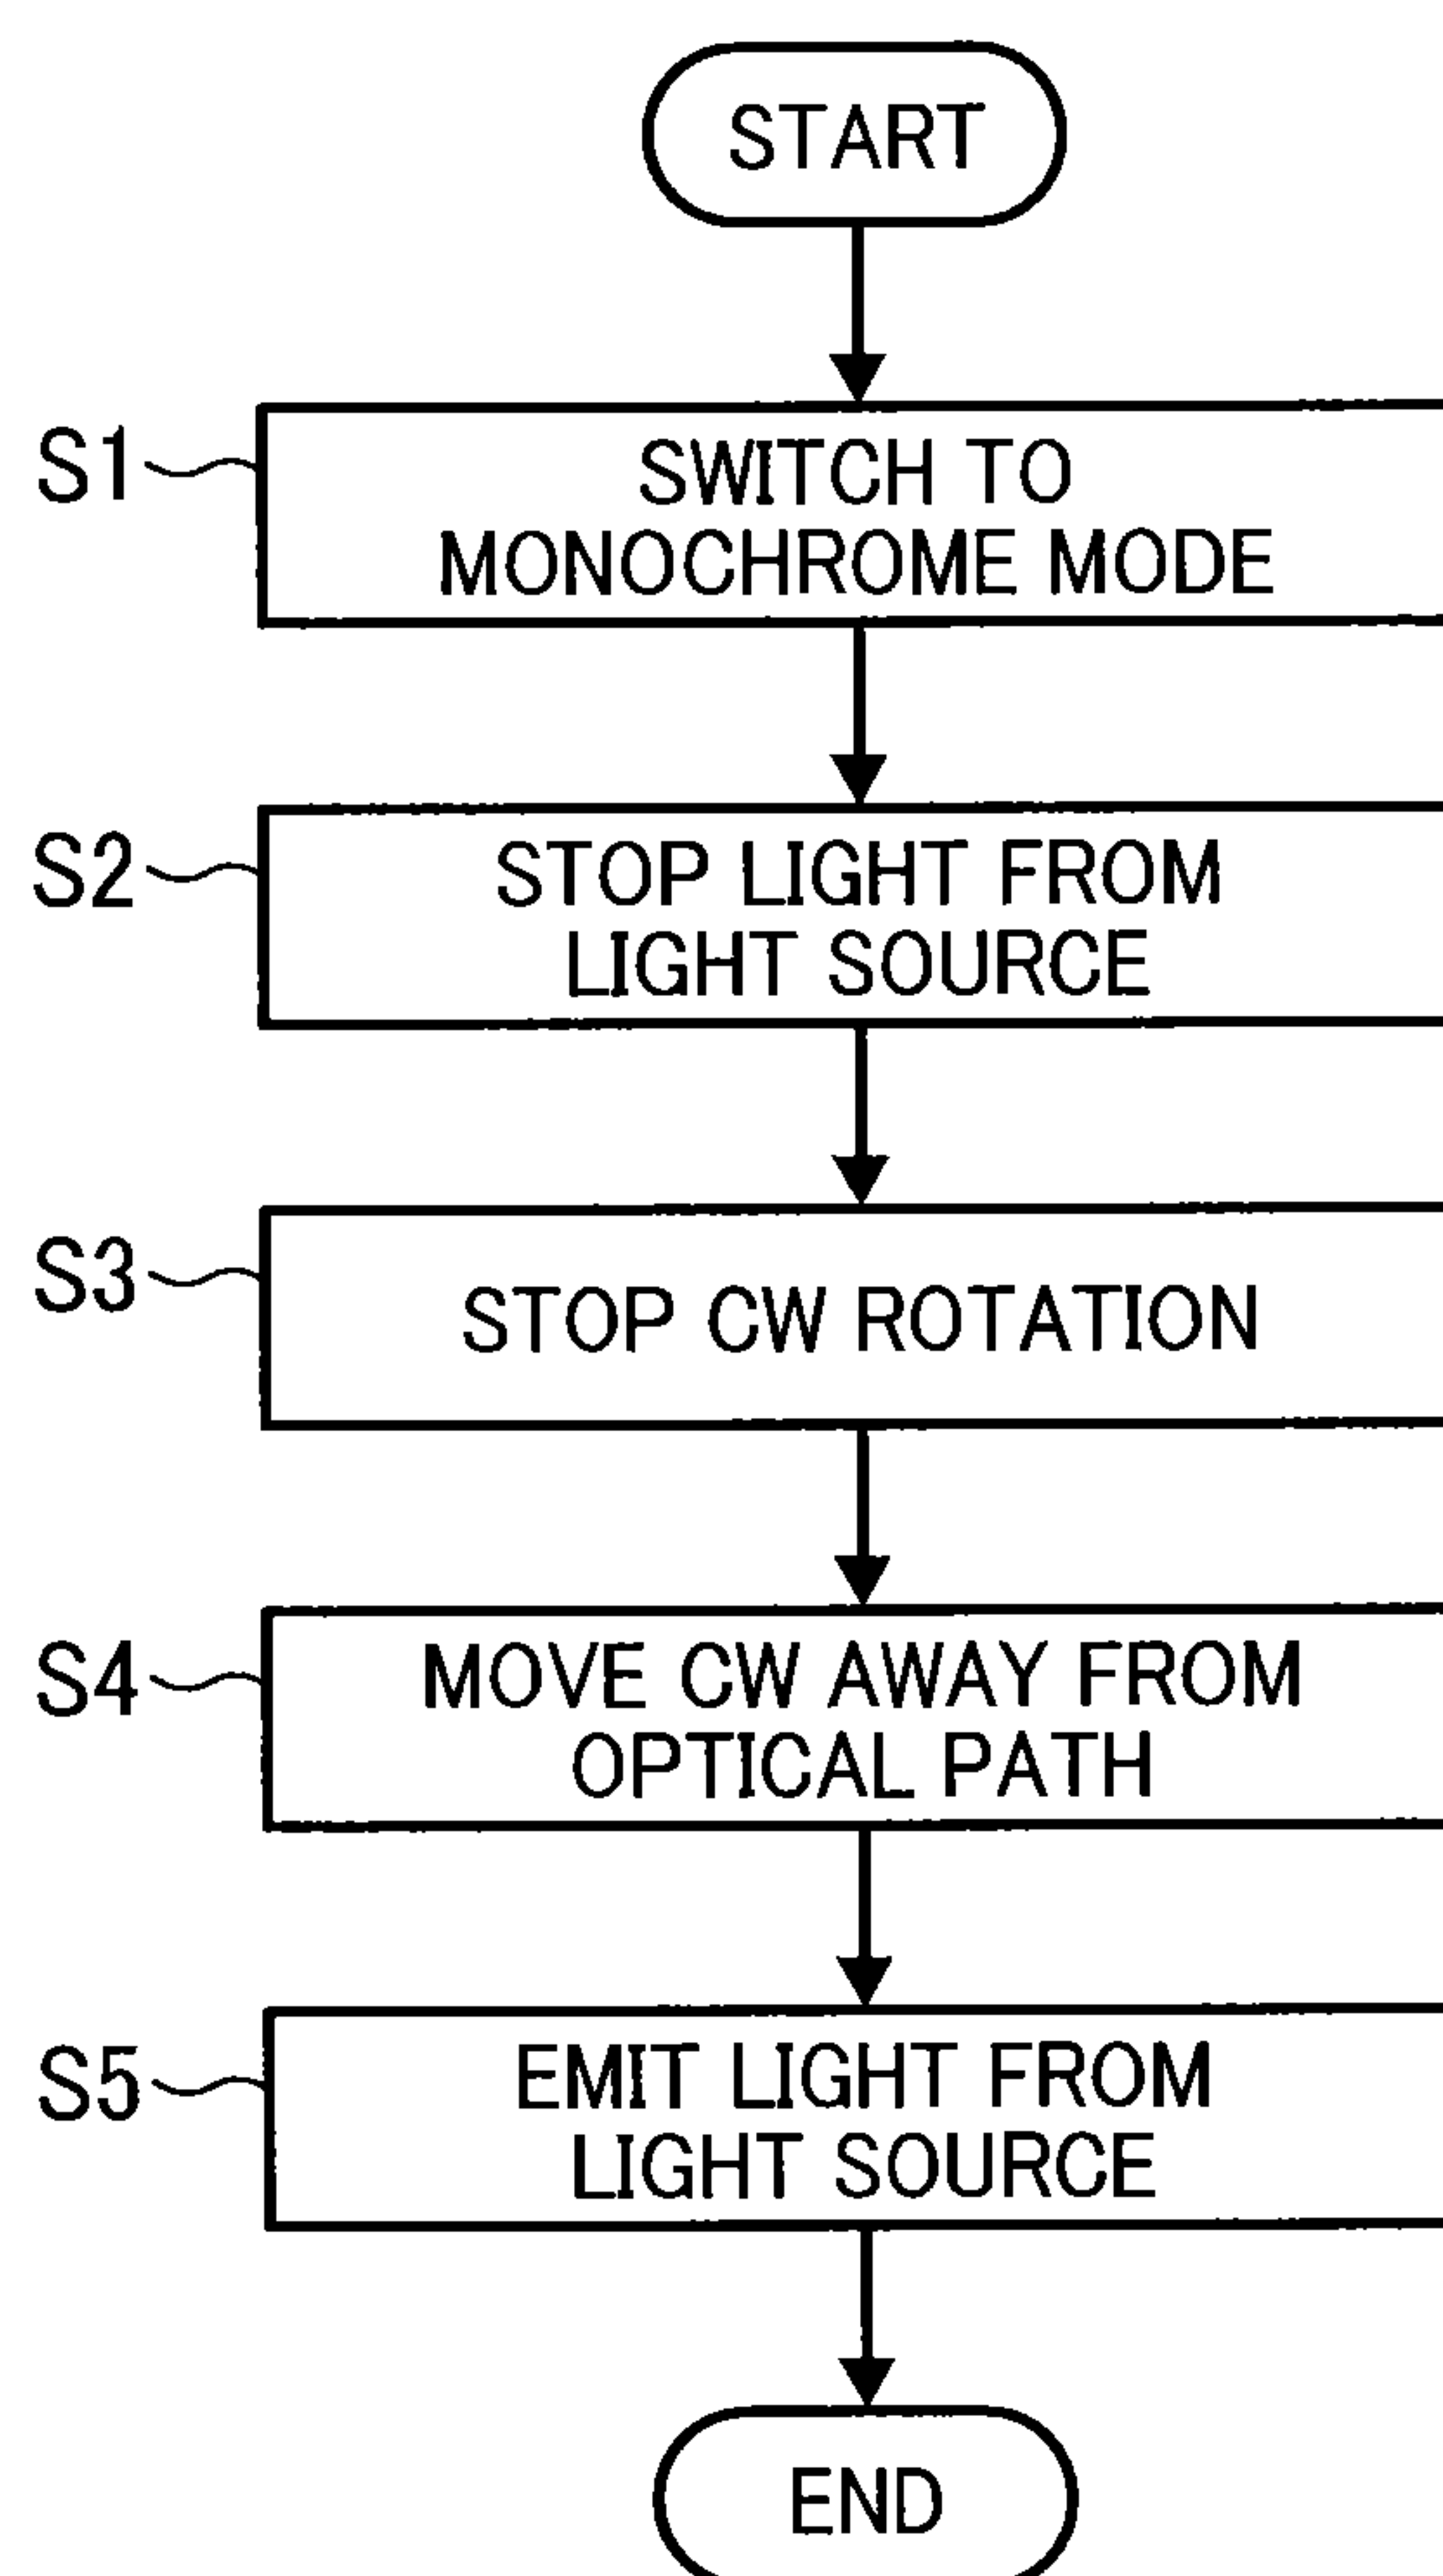 START
S1
SWITCH TO
MONOCHROME MODE
S2
STOP LIGHT FROM
LIGHT SOURCE
S3
STOP CW ROTATION
S4
MOVE CW AWAY FROM
OPTICAL PATH
S5
EMIT LIGHT FROM
LIGHT SOURCE
END